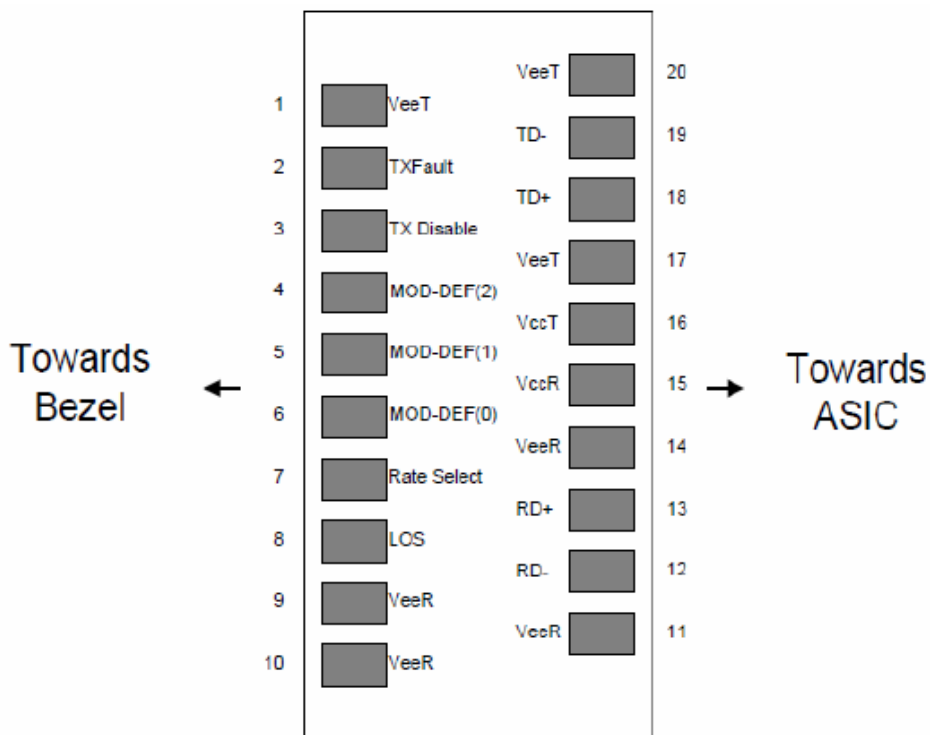 VeeT 20
1 VeeT
TD- 19
2 TXFault
TD+ 18
3 TX Disable
VeeT 17
4 MOD-DEF(2)
VccT 16
5 MOD-DEF(1)
Towards
Bezel
VccR 15
Towards
ASIC
6 MOD-DEF(0)
VeeR 14
7 Rate Select
RD+ 13
8 LOS
RD- 12
9 VeeR
VeeR 11
10 VeeR